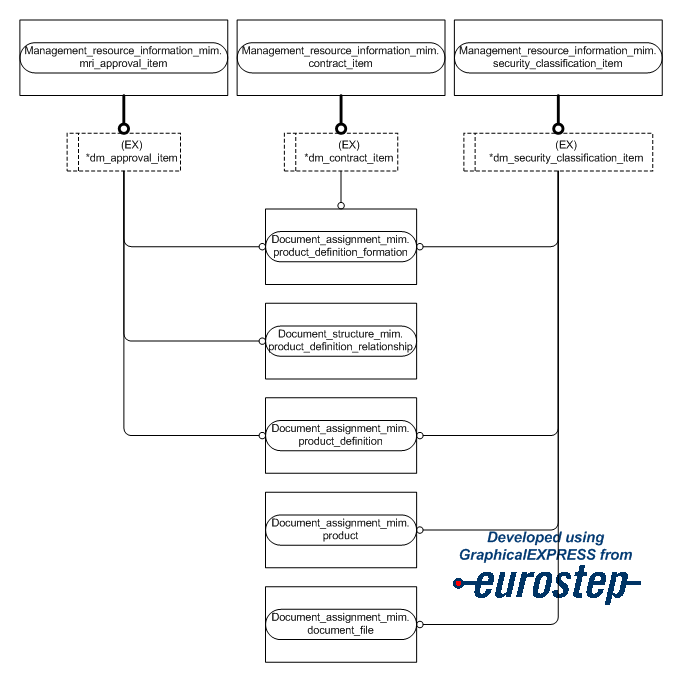 Management_resource_information_mim.
mri_approval_item
Management_resource_information_mim.
contract_item
Management_resource_information_mim.
security_classification_item
(EX)
*dm_approval_item
(EX)
*dm_contract_item
(EX)
*dm_security_classification_item
Document_assignment_mim.
product_definition_formation
Document_structure_mim.
product_definition_relationship
Document_assignment_mim.
product_definition
Document_assignment_mim.
product
Developed using
GraphicalEXPRESS from
eurostep
Document_assignment_mim.
document_file